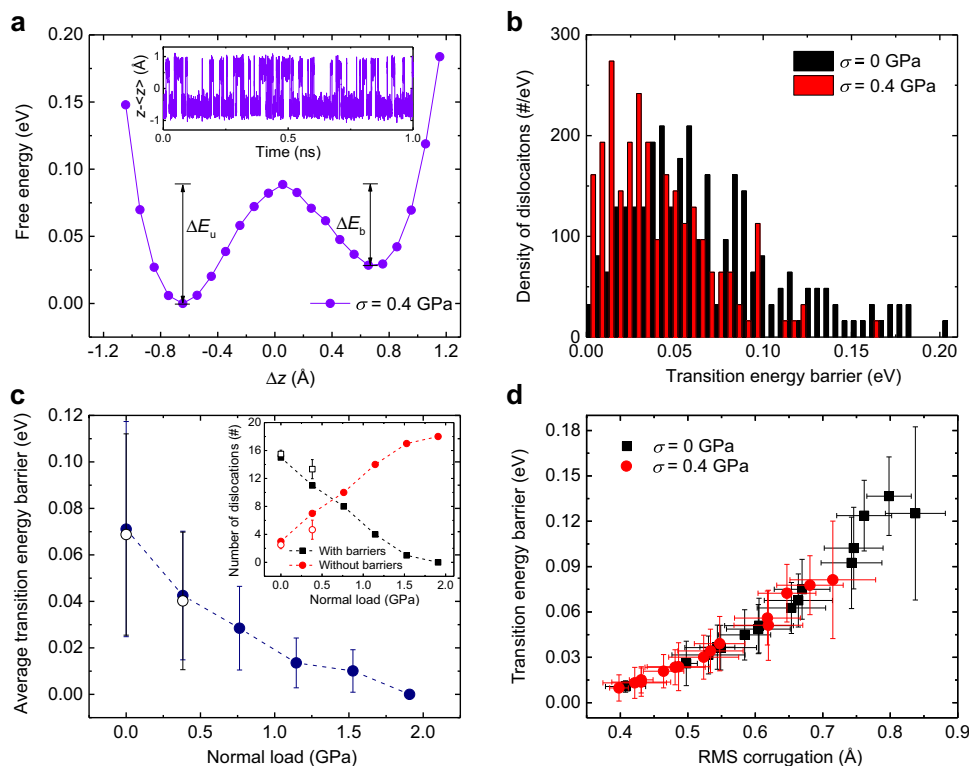 a
0.20
0.15
0.10
0.05
0.00
Free energy (eV)
-1.2 -0.9 -0.6 -0.3 0.0 0.3 0.6 0.9 1.2
Δz (Å)
z-<z> (Å)
1
0
-1
0.0 0.5 1.0
Time (ns)
ΔEu
ΔEb
σ = 0.4 GPa
b
300
200
100
0
Density of dislocaitons (#/eV)
σ = 0 GPa
σ = 0.4 GPa
0.00 0.05 0.10 0.15 0.20
Transition energy barrier (eV)
c
0.12
0.10
0.08
0.06
0.04
0.02
0.00
Average transition energy barrier (eV)
0.0 0.5 1.0 1.5 2.0
Normal load (GPa)
20
16
12
8
4
0
Number of dislocations (#)
With barriers
Without barriers
0.0 0.5 1.0 1.5 2.0
Normal load (GPa)
d
σ = 0 GPa
σ = 0.4 GPa
0.18
0.15
0.12
0.09
0.06
0.03
0.00
Transition energy barrier (eV)
0.4 0.5 0.6 0.7 0.8 0.9
RMS corrugation (Å)